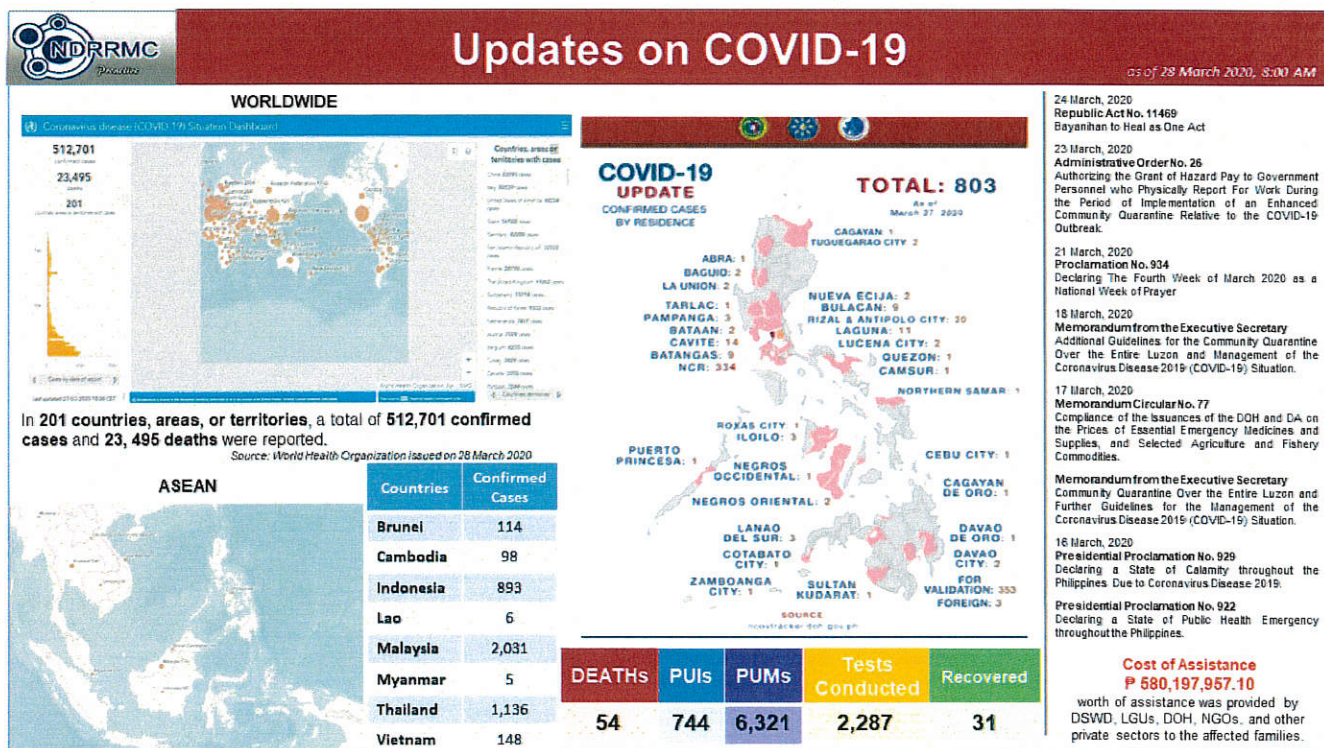 NDRRMC
Proactive
Updates on COVID-19
as of 28 March 2020, 8:00 AM
WORLDWIDE
Coronavirus disease (COVID-19) Situation Dashboard
512,701
confirmed cases
23,495
deaths
201
Countries, areas or
territories with cases
In 201 countries, areas, or territories, a total of 512,701 confirmed
cases and 23, 495 deaths were reported.
Source: World Health Organization issued on 28 March 2020
ASEAN
Countries Confirmed Cases
Brunei 114
Cambodia 98
Indonesia 893
Lao 6
Malaysia 2,031
Myanmar 5
Thailand 1,136
Vietnam 148
COVID-19
UPDATE
CONFIRMED CASES
BY RESIDENCE
TOTAL: 803
As of
March 27, 2020
CAGAYAN: 1
TUGUEGARAO CITY: 2
ABRA: 1
BAGUIO: 2
LA UNION: 2
TARLAC: 1
PAMPANGA: 3
BATAAN: 2
CAVITE: 14
BATANGAS: 9
NCR: 334
NUEVA ECIJA: 2
BULACAN: 9
RIZAL & ANTIPOLO CITY: 30
LAGUNA: 11
LUCENA CITY: 2
QUEZON: 1
CAMSUR: 1
NORTHERN SAMAR: 1
ROXAS CITY: 1
ILOILO: 3
PUERTO
PRINCESA: 1
NEGROS
OCCIDENTAL: 1
NEGROS ORIENTAL: 2
CEBU CITY: 1
CAGAYAN
DE ORO: 1
LANAO
DEL SUR: 3
COTABATO
CITY: 1
ZAMBOANGA
CITY: 1
SULTAN
KUDARAT: 1
DAVAO
DE ORO: 1
DAVAO
CITY: 2
FOR
VALIDATION: 353
FOREIGN: 3
SOURCE
ncovtracker.doh.gov.ph
DEATHs PUIs PUMs Tests Conducted Recovered
54 744 6,321 2,287 31
24 March, 2020
Republic Act No. 11469
Bayanihan to Heal as One Act
23 March, 2020
Administrative Order No. 26
Authorizing the Grant of Hazard Pay to Government
Personnel who Physically Report For Work During
the Period of Implementation of an Enhanced
Community Quarantine Relative to the COVID-19
Outbreak.
21 March, 2020
Proclamation No. 934
Declaring The Fourth Week of March 2020 as a
National Week of Prayer
18 March, 2020
Memorandum from the Executive Secretary
Additional Guidelines for the Community Quarantine
Over the Entire Luzon and Management of the
Coronavirus Disease 2019 (COVID-19) Situation.
17 March, 2020
Memorandum Circular No. 77
Compliance of the Issuances of the DOH and DA on
the Prices of Essential Emergency Medicines and
Supplies, and Selected Agriculture and Fishery
Commodities.
Memorandum from the Executive Secretary
Community Quarantine Over the Entire Luzon and
Further Guidelines for the Management of the
Coronavirus Disease 2019 (COVID-19) Situation.
16 March, 2020
Presidential Proclamation No. 929
Declaring a State of Calamity throughout the
Philippines Due to Coronavirus Disease 2019.
Presidential Proclamation No. 922
Declaring a State of Public Health Emergency
throughout the Philippines.
Cost of Assistance
₱ 580,197,957.10
worth of assistance was provided by
DSWD, LGUs, DOH, NGOs, and other
private sectors to the affected families.